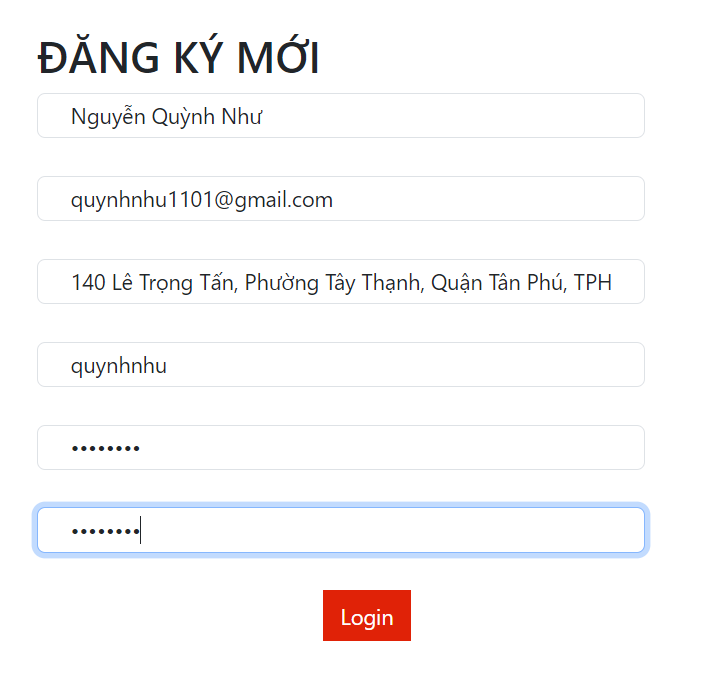 ĐĂNG KÝ MỚI
Nguyễn Quỳnh Như
quynhnhu1101@gmail.com
140 Lê Trọng Tấn, Phường Tây Thạnh, Quận Tân Phú, TPH
quynhnhu
••••••••
••••••••
Login